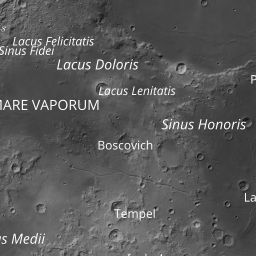 Lacus Felicitatis
Sinus Fidei
Lacus Doloris
Lacus Lenitatis
MARE VAPORUM
Sinus Honoris
Boscovich
Tempel
Medii